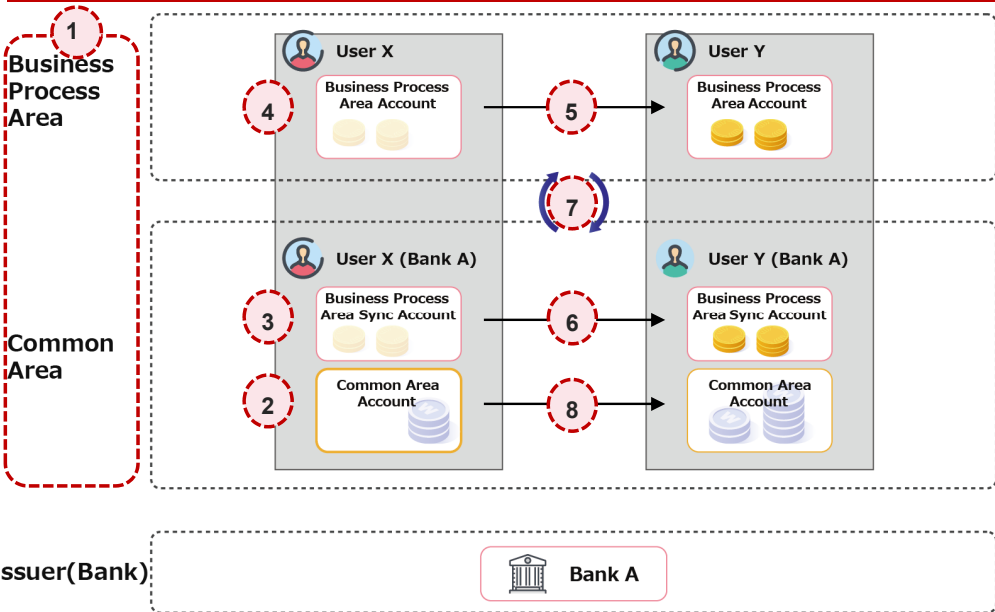 1
Business
Process
Area
User X
User Y
Business Process
Area Account
Business Process
Area Account
4
5
7
User X (Bank A)
User Y (Bank A)
Business Process
Area Sync Account
Business Process
Area Sync Account
3
6
Common
Area
Common Area
Account
Common Area
Account
2
8
ssuer(Bank)
Bank A